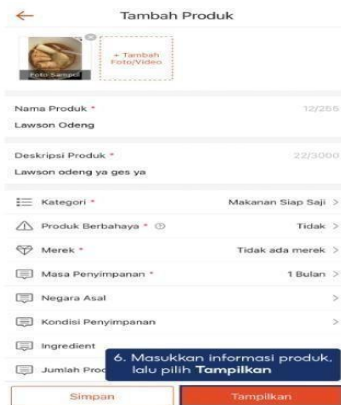 Tambah Produk
+ Tambah
Foto/Video
Foto Sampul
Nama Produk *
12/255
Lawson Odeng
Deskripsi Produk *
22/3000
Lawson odeng ya ges ya
Kategori *
Makanan Siap Saji
Produk Berbahaya *
Tidak
Merek *
Tidak ada merek
Masa Penyimpanan *
1 Bulan
Negara Asal
Kondisi Penyimpanan
Ingredient
Jumlah
6. Masukkan informasi produk,
lalu pilih Tampilkan
Simpan
Tampilkan